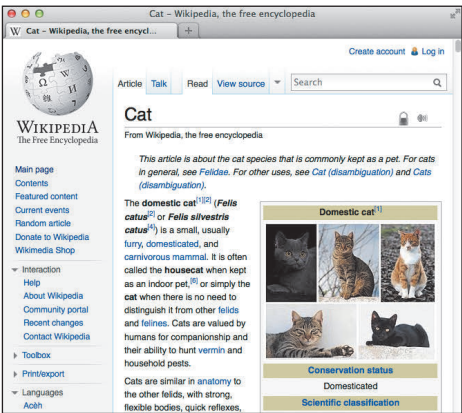 Cat – Wikipedia, the free encyclopedia
W Cat – Wikipedia, the free encycl...
Create account Log in
WIKIPEDIA
The Free Encyclopedia
Main page
Contents
Featured content
Current events
Random article
Donate to Wikipedia
Wikimedia Shop
Interaction
Help
About Wikipedia
Community portal
Recent changes
Contact Wikipedia
Toolbox
Print/export
Languages
Acèh
Article Talk Read View source Search
Cat
From Wikipedia, the free encyclopedia
This article is about the cat species that is commonly kept as a pet. For cats
in general, see Felidae. For other uses, see Cat (disambiguation) and Cats
(disambiguation).
The domestic cat[1][2] (Felis
catus[2] or Felis silvestris
catus[4]) is a small, usually
furry, domesticated, and
carnivorous mammal. It is often
called the housecat when kept
as an indoor pet,[6] or simply the
cat when there is no need to
distinguish it from other felids
and felines. Cats are valued by
humans for companionship and
their ability to hunt vermin and
household pests.
Cats are similar in anatomy to
the other felids, with strong,
flexible bodies, quick reflexes,
Domestic cat[1]
Conservation status
Domesticated
Scientific classification